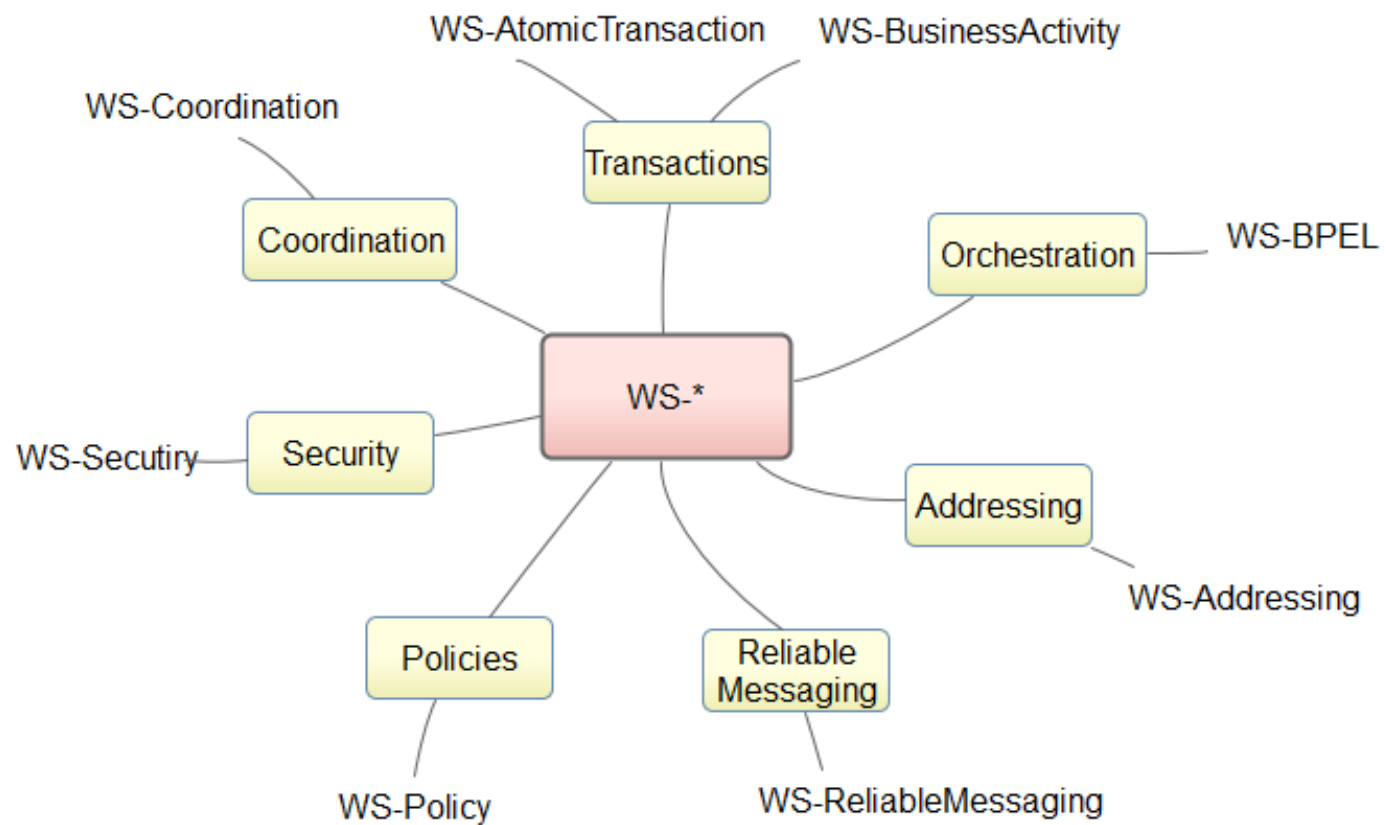 WS-AtomicTransaction
WS-BusinessActivity
WS-Coordination
Transactions
Coordination
Orchestration
WS-BPEL
WS-*
WS-Secutiry
Security
Addressing
WS-Addressing
Policies
Reliable
Messaging
WS-Policy
WS-ReliableMessaging